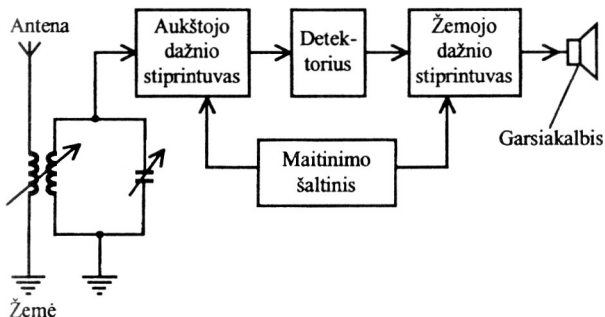 Antena
Aukštojo
dažnio
stiprintuvas
Detek-
torius
Žemojo
dažnio
stiprintuvas
Garsiakalbis
Maitinimo
šaltinis
Žemė